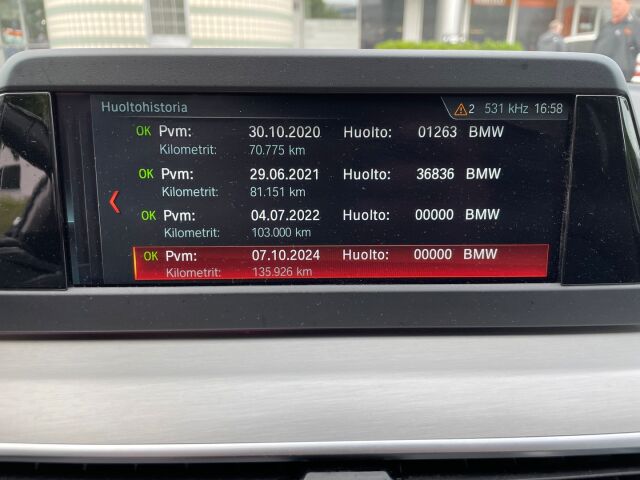 Huoltohistoria 2 531 kHz 16:58
OK Pvm: 30.10.2020 Huolto: 01263 BMW
Kilometrit: 70.775 km
OK Pvm: 29.06.2021 Huolto: 36836 BMW
Kilometrit: 81.151 km
OK Pvm: 04.07.2022 Huolto: 00000 BMW
Kilometrit: 103.000 km
OK Pvm: 07.10.2024 Huolto: 00000 BMW
Kilometrit: 135.926 km